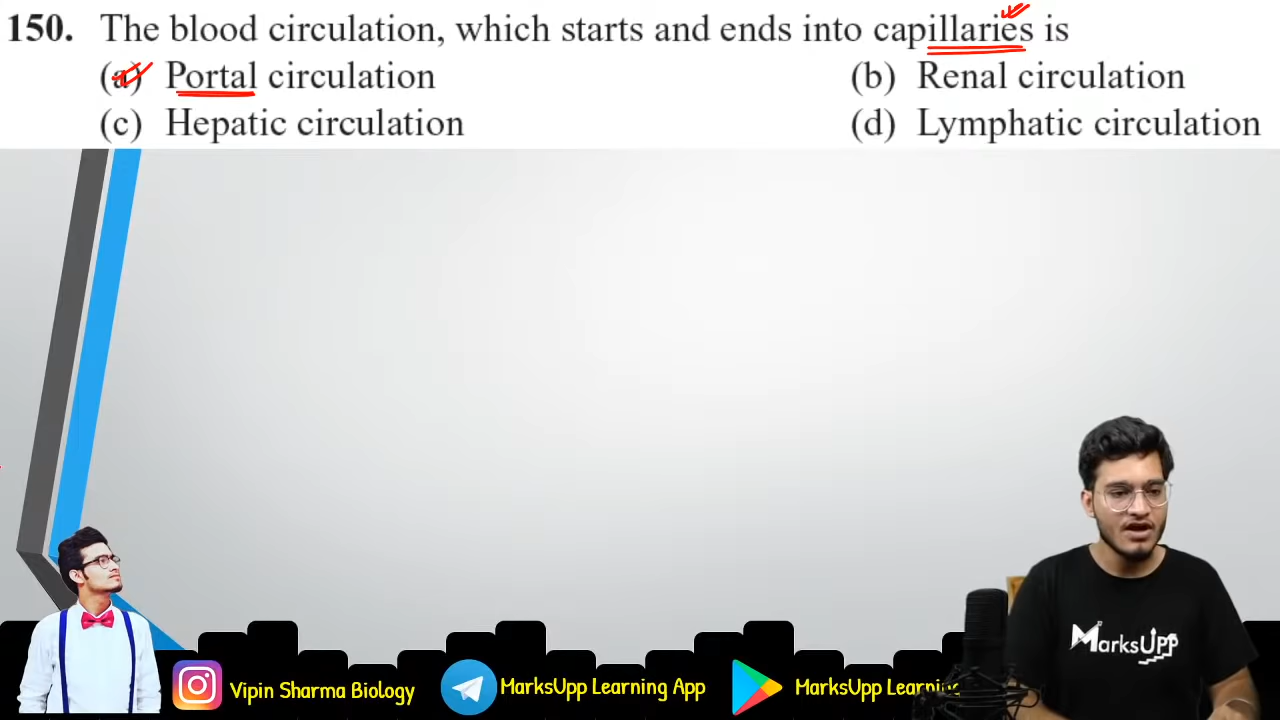 150. The blood circulation, which starts and ends into capillaries is
(a) Portal circulation
(b) Renal circulation
(c) Hepatic circulation
(d) Lymphatic circulation
MarksUpp
Vipin Sharma Biology
MarksUpp Learning App
MarksUpp